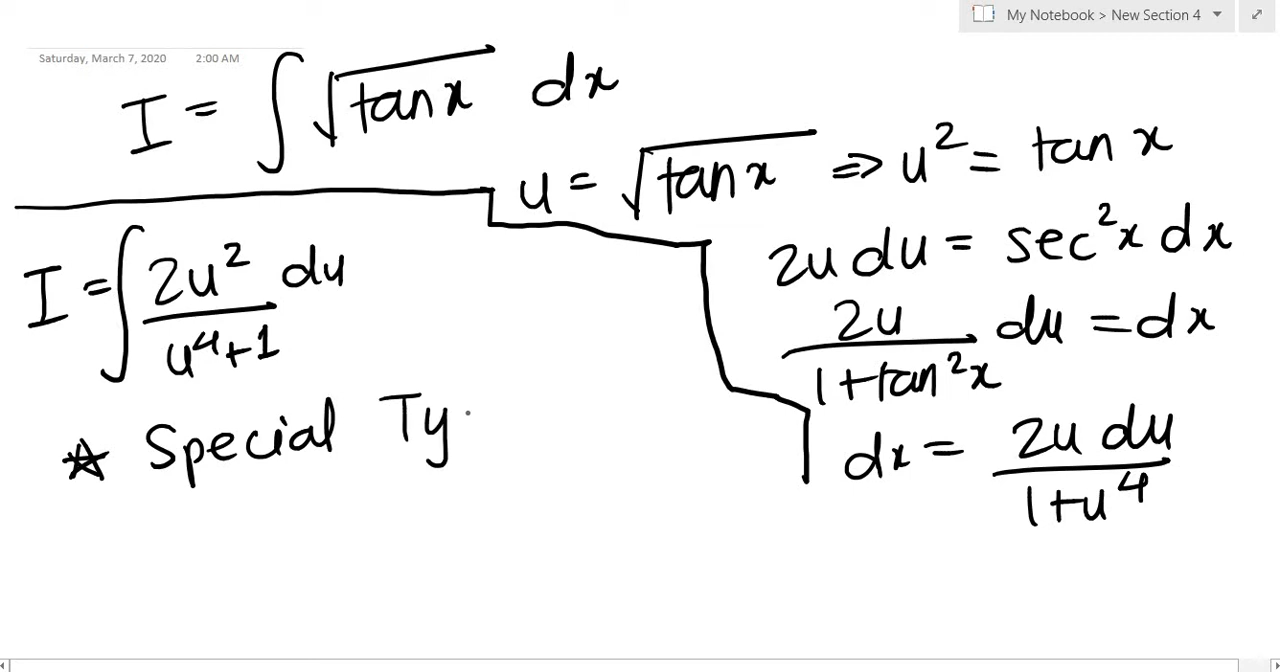 My Notebook > New Section 4
Saturday, March 7, 2020 2:00 AM
I = ∫ √tan x dx
u = √tan x ⇒ u² = tan x
2u du = sec²x dx
2u/(1+tan²x) du = dx
dx = 2u du/(1+u⁴)
I = ∫ 2u²/(u⁴+1) du
☆ Special Ty